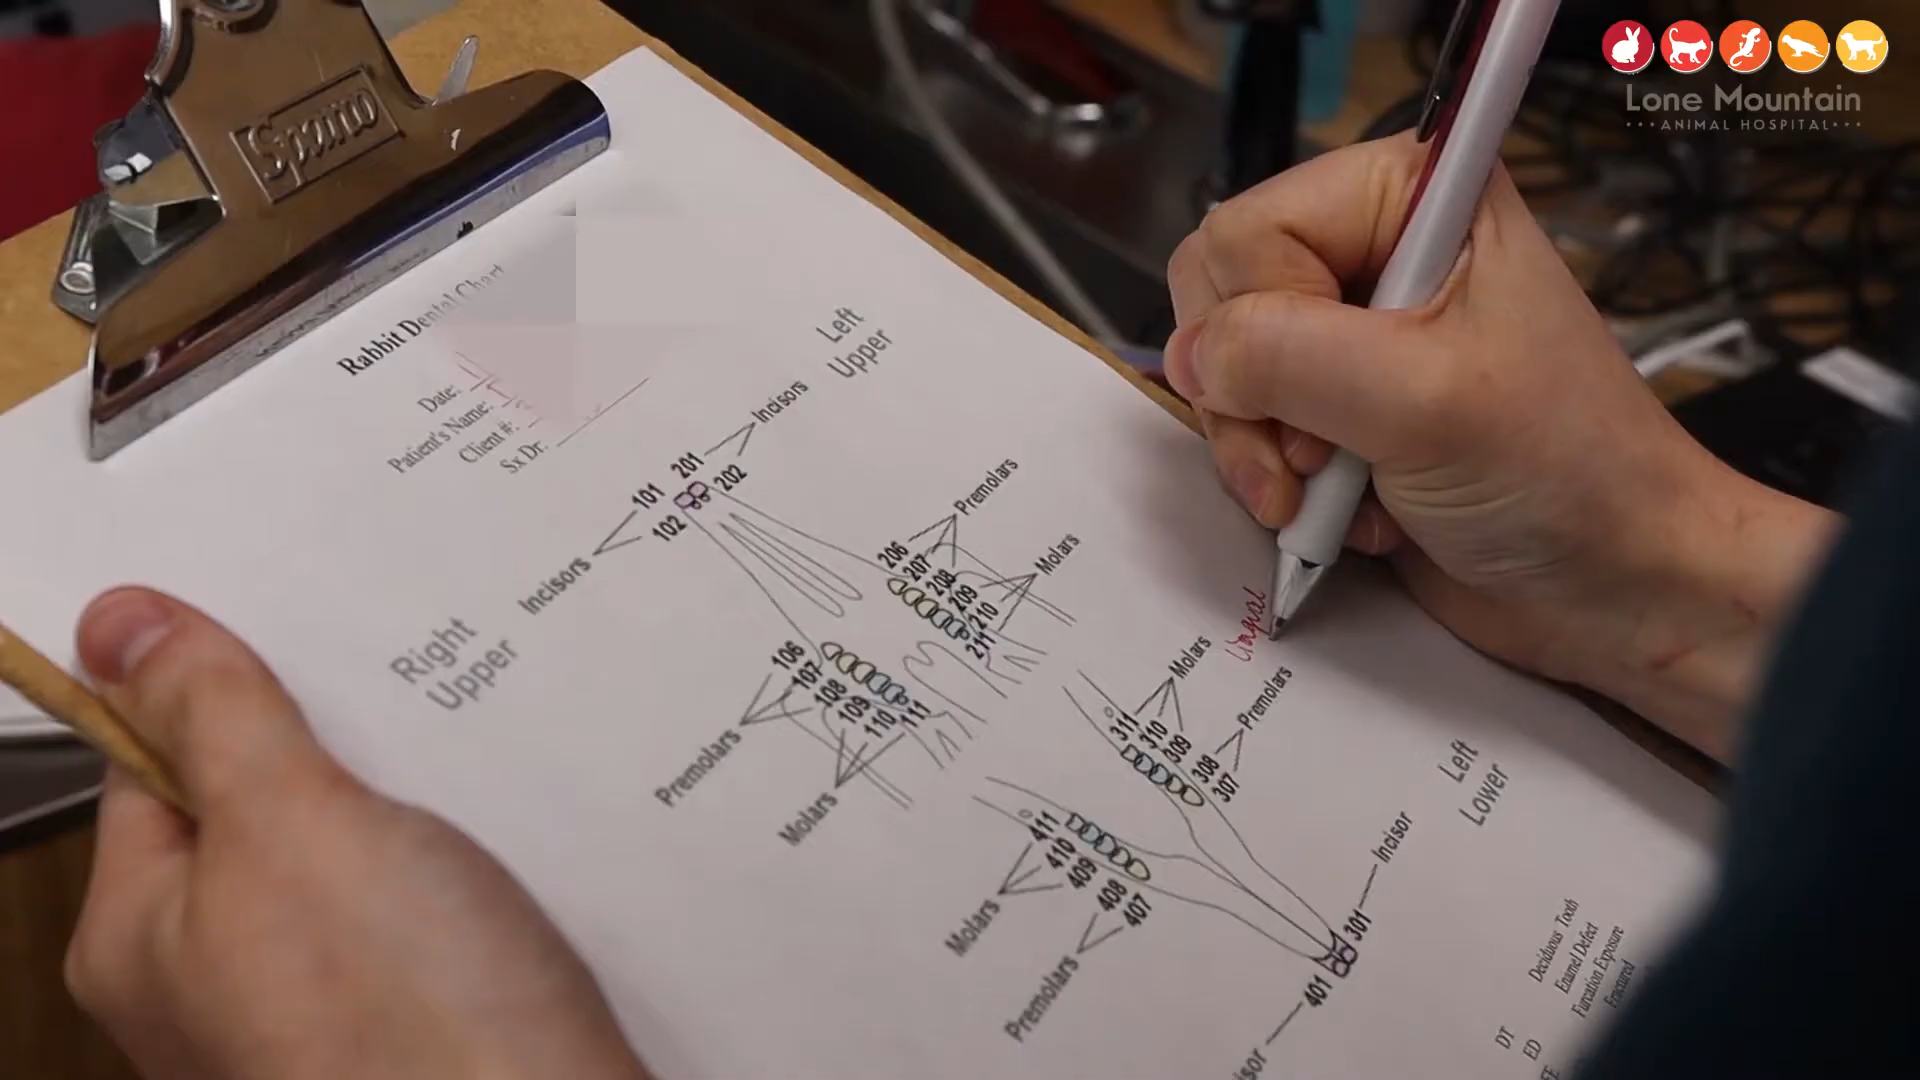 Lone Mountain
•••ANIMAL HOSPITAL•••
Spamo
Rabbit Dental Chart
Date:
Patient's Name:
Client #:
Sx Dr.
Left
Upper
Incisors
201
202
101
102
Incisors
Right
Upper
Premolars
206
207
208
209
210
211
Molars
106
107
108
109
110
111
Premolars
Molars
lingual
Molars
311
310
309
308
307
Premolars
Left
Lower
411
410
409
408
407
Molars
Premolars
Incisor
301
401
Deciduous Tooth
Enamel Defect
Furcation Exposure
Fractured
DT
ED